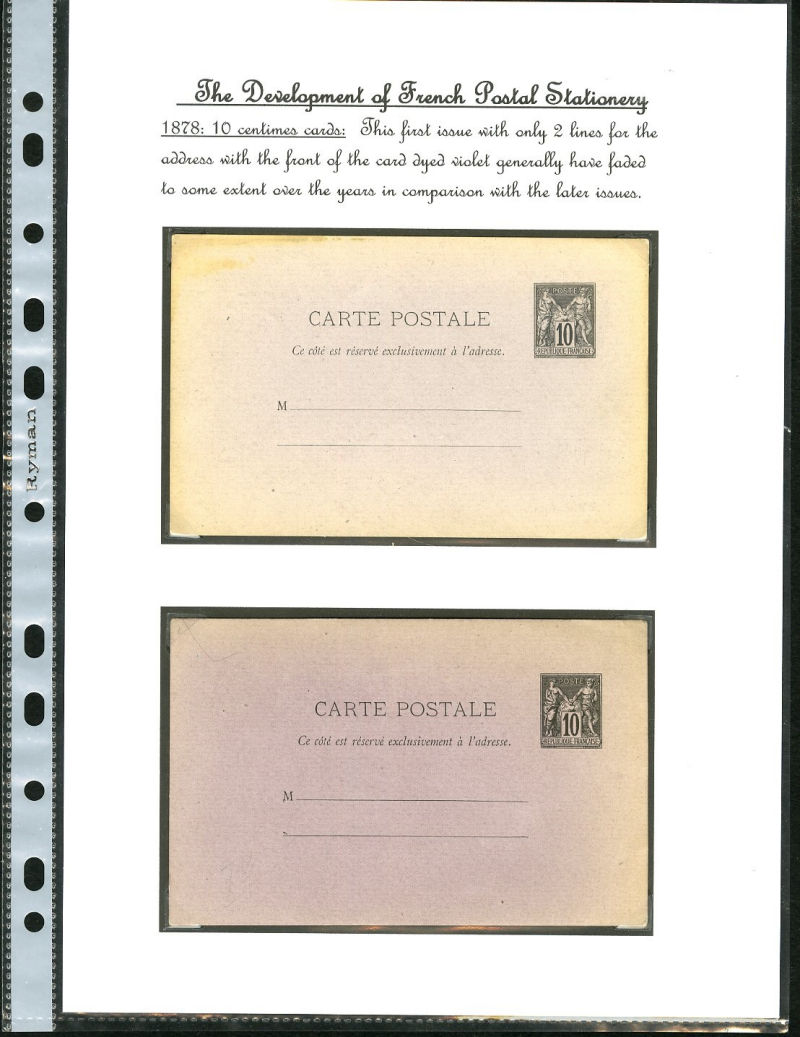 The Development of French Postal Stationery
1878: 10 centimes cards: This first issue with only 2 lines for the
address with the front of the card dyed violet generally have faded
to some extent over the years in comparison with the later issues.
Ryman
CARTE POSTALE
Ce côté est réservé exclusivement à l'adresse.
POSTE
10
REPUBLIQUE FRANÇAISE
M
CARTE POSTALE
Ce côté est réservé exclusivement à l'adresse.
POSTE
10
REPUBLIQUE FRANÇAISE
M